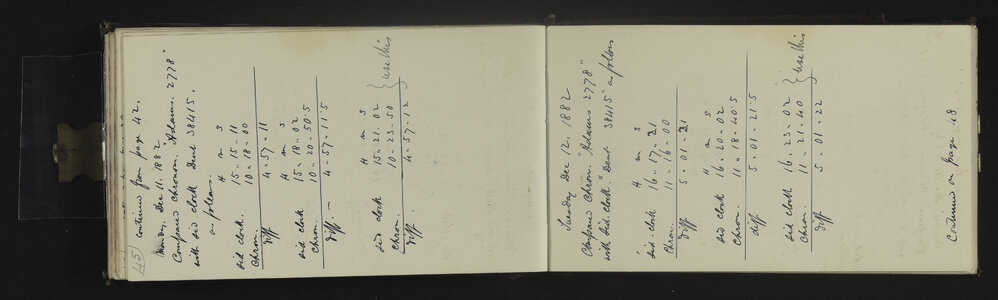 45) Continued from page 42.
Monday. Dec 11. 1882
Compared Chronom. Adams. 2778"
with sid clock Dent 38415.
as follow.
H m s
sid clock. 15 .. 15 .. 11
Chron. 10 .. 18 .. 00
diff. 4 .. 57 .. 11
H m s
sid clock 15 .. 18 .. 02
Chron. 10 .. 20 .. 50.5
diff. — 4 .. 57 .. 11.5
H m s
sid clock 15 .. 21 .. 02 } use this
Chron. 10 .. 23 .. 50
diff 4 .. 57 .. 12
Tuesday Dec 12. 1882
Compared Chron. "Adams 2778"
with "sid. clock" Dent 38415" as follows
H m s
sid. clock 16 .. 17 .. 21
Chron. 11 .. 16 .. 00
diff 5 .. 01 .. 21
H m s
sid clock 16 .. 20 .. 02
Chron. 11 .. 18 .. 40.5
diff 5 .. 01 .. 21.5
sid clock 16 .. 23 .. 02 } use this
Chron. 11 .. 21 .. 40
diff 5 .. 01 .. 22
Continued on page 48